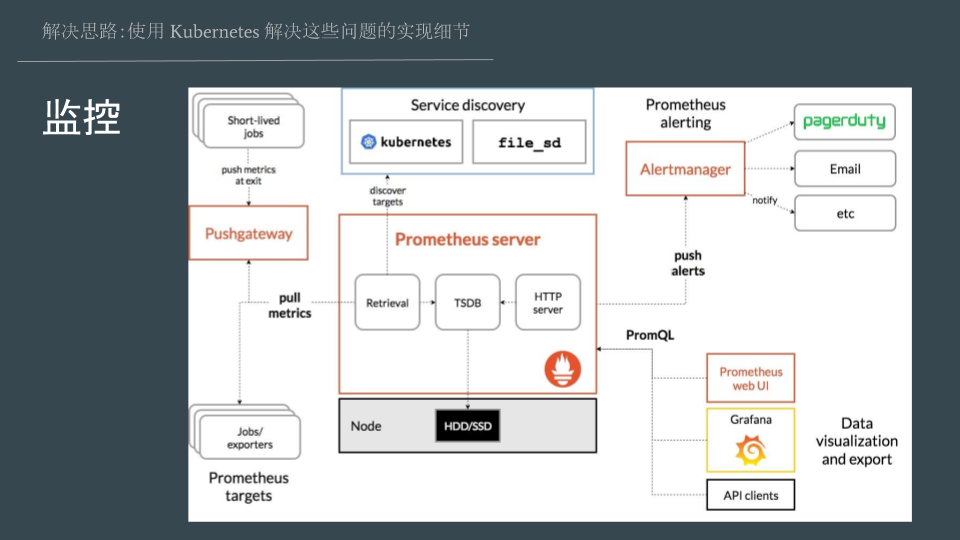 解决思路:使用 Kubernetes 解决这些问题的实现细节
监控
Short-lived
jobs
push metrics
at exit
Pushgateway
pull
metrics
Jobs/
exporters
Prometheus
targets
Service discovery
kubernetes
file_sd
discover
targets
Prometheus server
Retrieval
TSDB
HTTP
server
Node
HDD/SSD
Prometheus
alerting
Alertmanager
pagerduty
Email
notify
etc
push
alerts
PromQL
Prometheus
web UI
Grafana
API clients
Data
visualization
and export